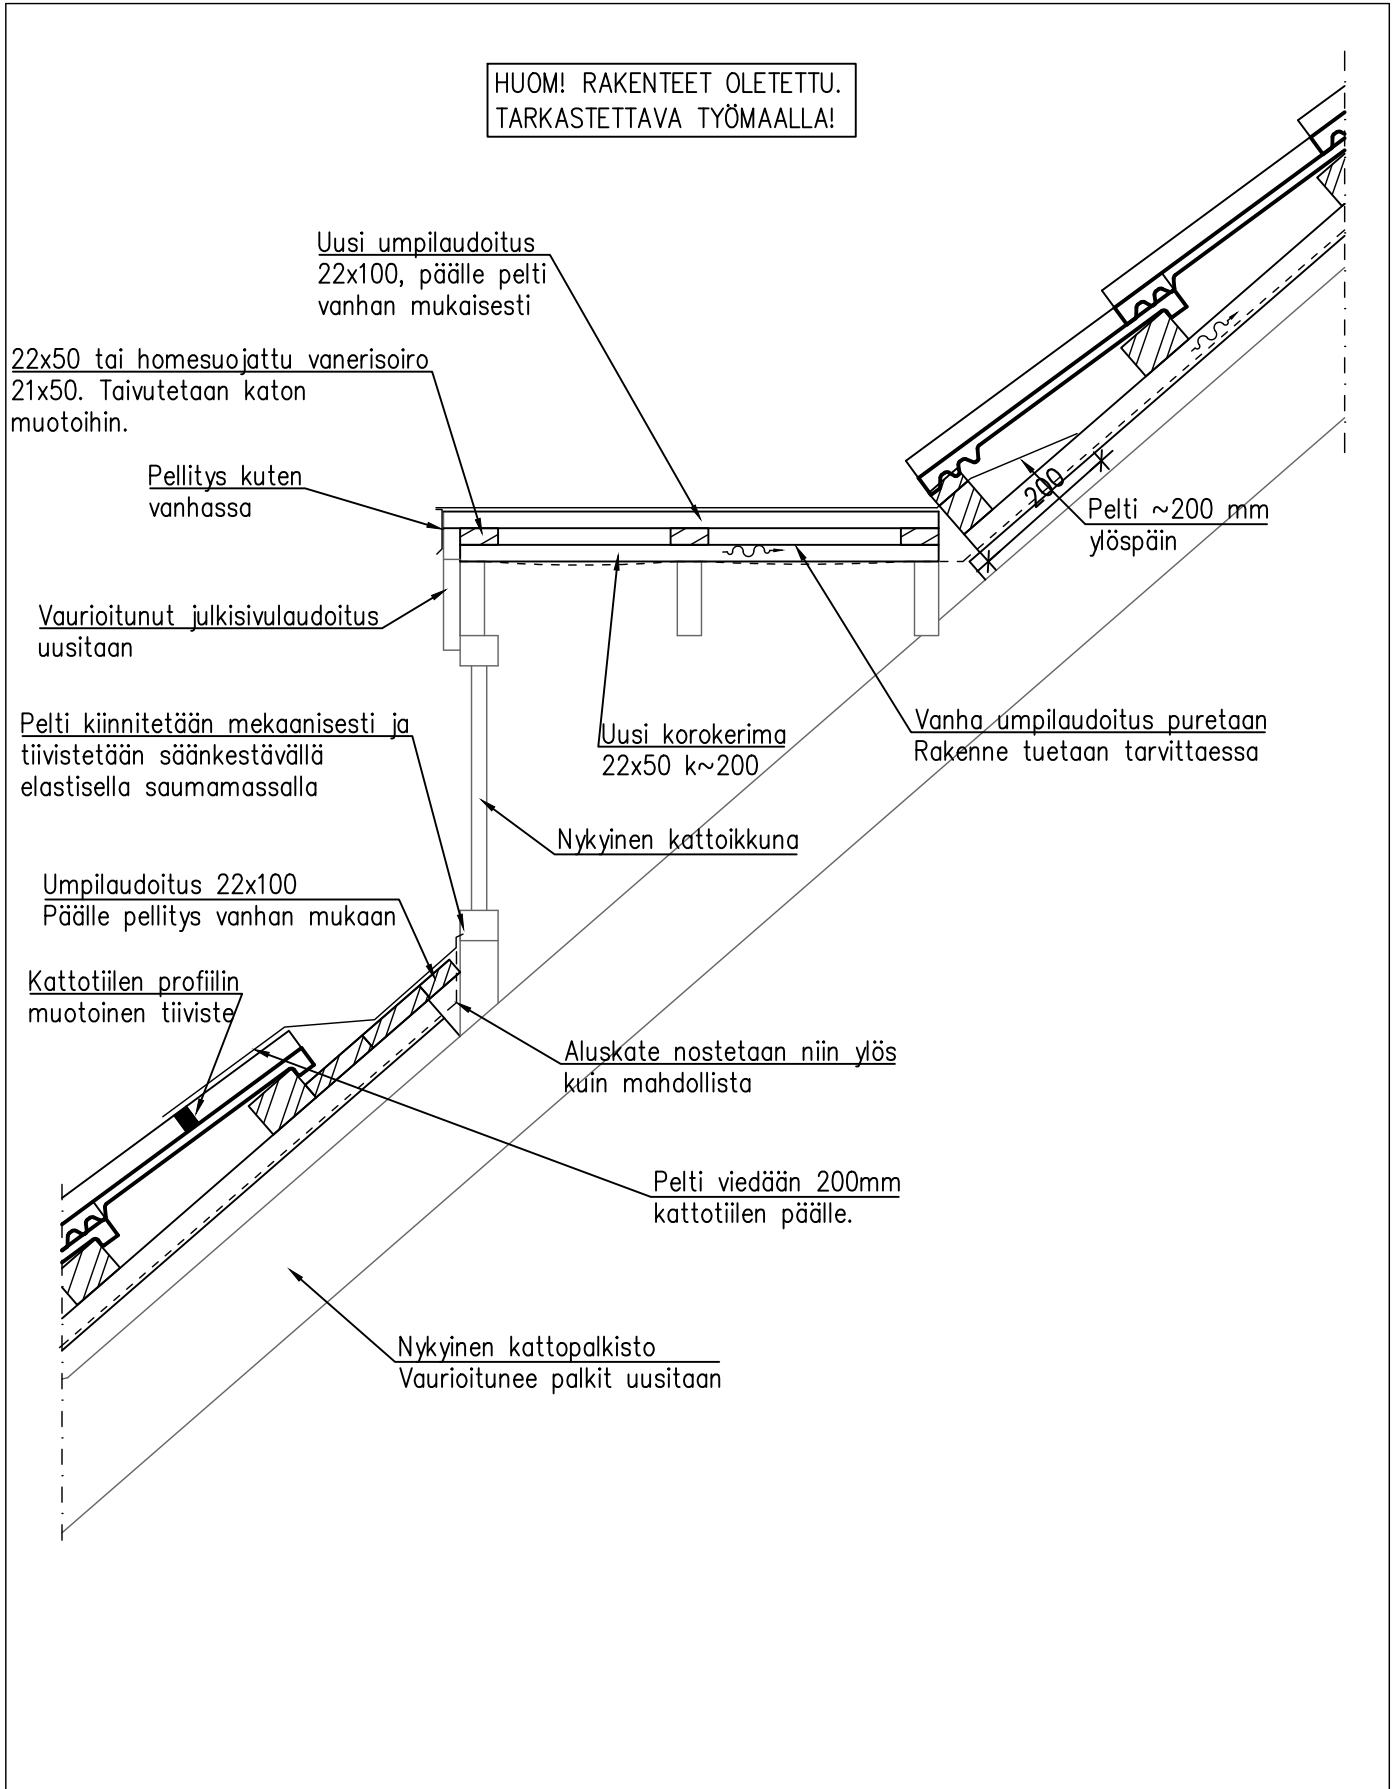 HUOM! RAKENTEET OLETETTU.
TARKASTETTAVA TYÖMAALLA!
Uusi umpilaudoitus
22x100, päälle pelti
vanhan mukaisesti
22x50 tai homesuojattu vanerisoiro
21x50. Taivutetaan katon
muotoihin.
Pellitys kuten
vanhassa
200
Pelti ~200 mm
ylöspäin
Vaurioitunut julkisivulaudoitus
uusitaan
Pelti kiinnitetään mekaanisesti ja
tiivistetään säänkestävällä
elastisella saumamassalla
Uusi korokerima
22x50 k~200
Vanha umpilaudoitus puretaan
Rakenne tuetaan tarvittaessa
Nykyinen kattoikkuna
Umpilaudoitus 22x100
Päälle pellitys vanhan mukaan
Kattotiilen profiilin
muotoinen tiiviste
Aluskate nostetaan niin ylös
kuin mahdollista
Pelti viedään 200mm
kattotiilen päälle.
Nykyinen kattopalkisto
Vaurioitunee palkit uusitaan